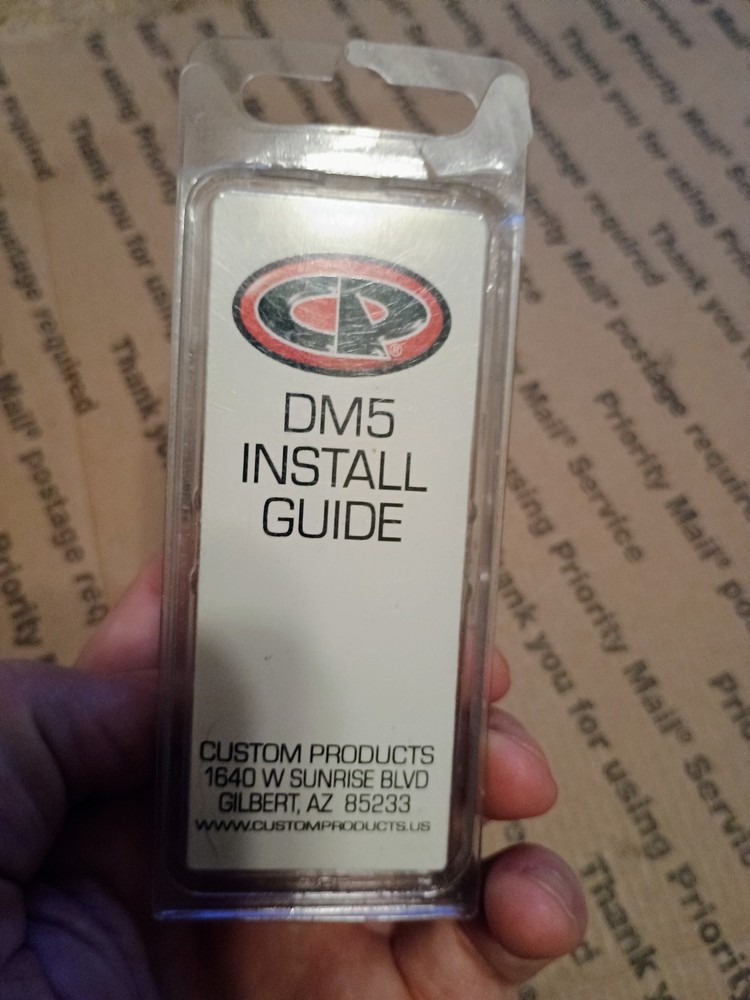 CP®
DM5
INSTALL
GUIDE
CUSTOM PRODUCTS
1640 W SUNRISE BLVD
GILBERT, AZ 85233
WWW.CUSTOMPRODUCTS.US
Thank you for using Priority Mail® Service
Priority Mail® postage required